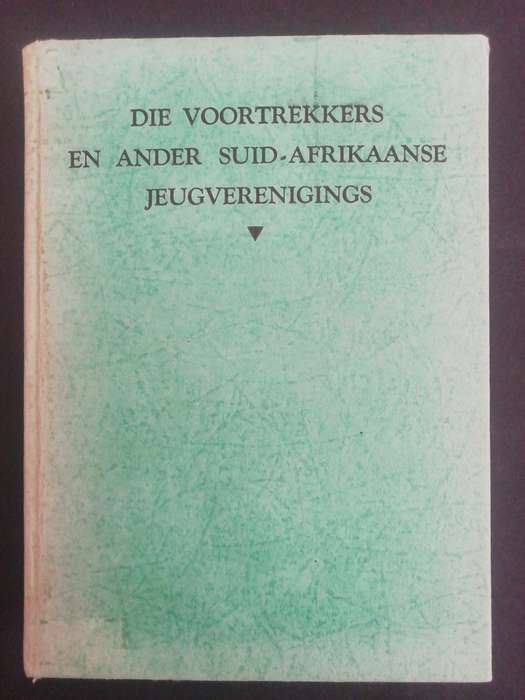 DIE VOORTREKKERS
EN ANDER SUID-AFRIKAANSE
JEUGVERENIGINGS